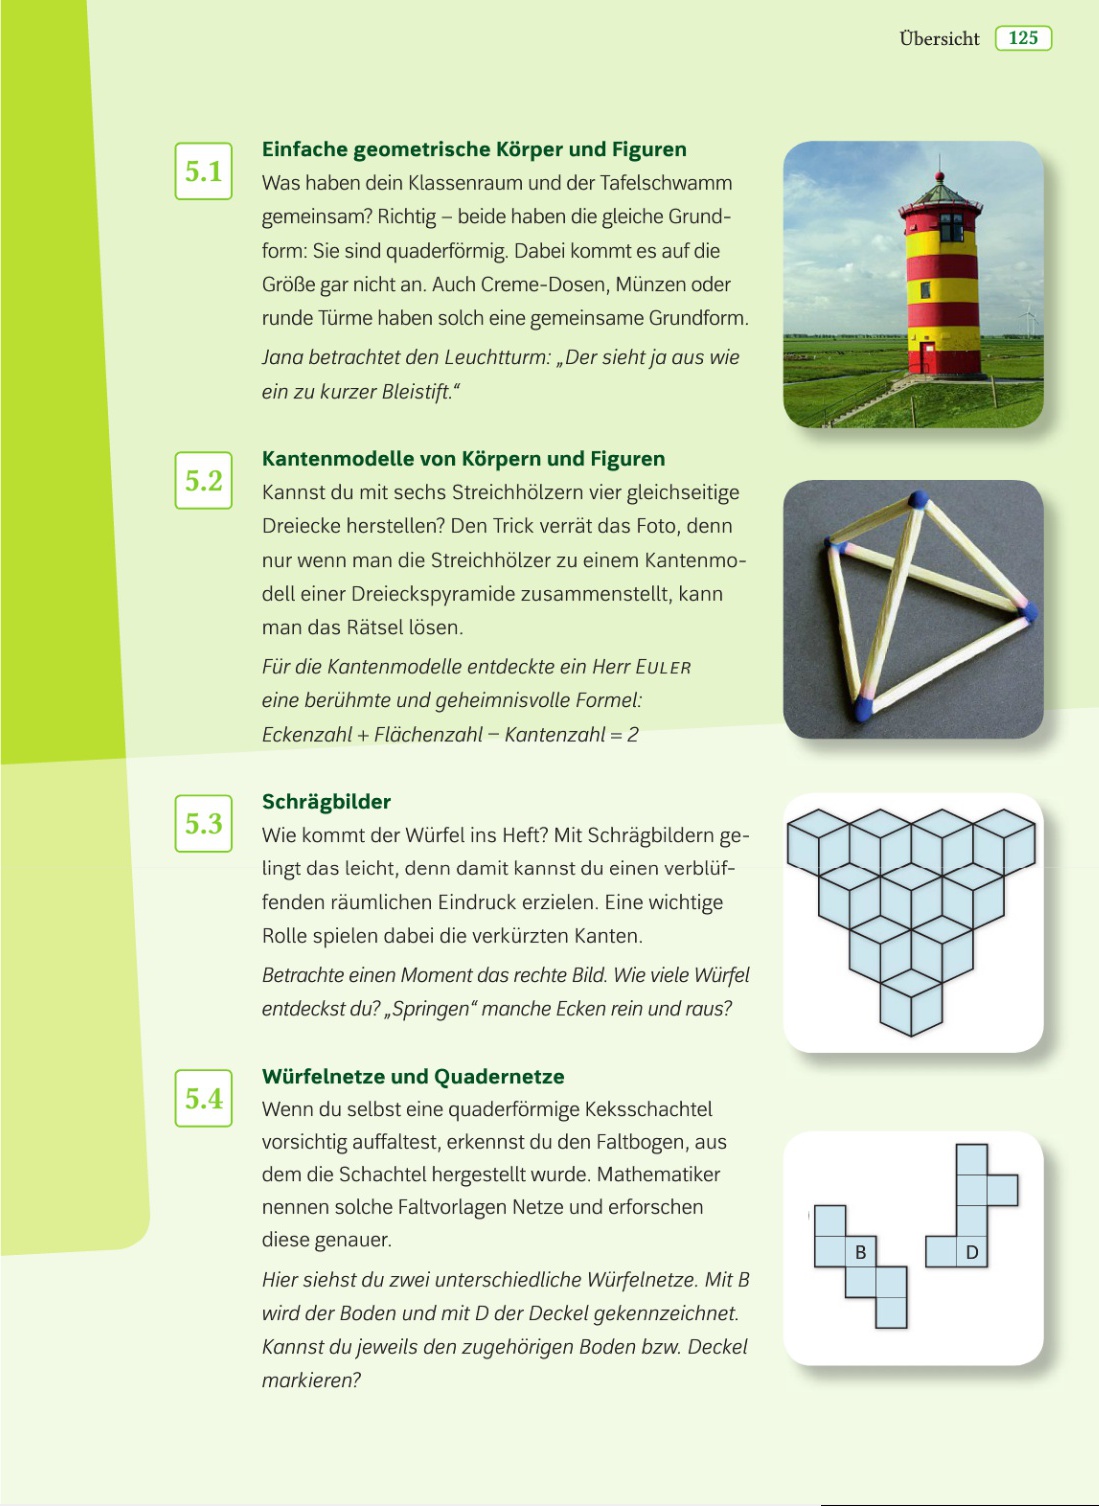 Übersicht 125
5.1
Einfache geometrische Körper und Figuren
Was haben dein Klassenraum und der Tafelschwamm
gemeinsam? Richtig – beide haben die gleiche Grund-
form: Sie sind quaderförmig. Dabei kommt es auf die
Größe gar nicht an. Auch Creme-Dosen, Münzen oder
runde Türme haben solch eine gemeinsame Grundform.
Jana betrachtet den Leuchtturm: „Der sieht ja aus wie
ein zu kurzer Bleistift.“
5.2
Kantenmodelle von Körpern und Figuren
Kannst du mit sechs Streichhölzern vier gleichseitige
Dreiecke herstellen? Den Trick verrät das Foto, denn
nur wenn man die Streichhölzer zu einem Kantenmo-
dell einer Dreieckspyramide zusammenstellt, kann
man das Rätsel lösen.
Für die Kantenmodelle entdeckte ein Herr EULER
eine berühmte und geheimnisvolle Formel:
Eckenzahl + Flächenzahl – Kantenzahl = 2
5.3
Schrägbilder
Wie kommt der Würfel ins Heft? Mit Schrägbildern ge-
lingt das leicht, denn damit kannst du einen verblüf-
fenden räumlichen Eindruck erzielen. Eine wichtige
Rolle spielen dabei die verkürzten Kanten.
Betrachte einen Moment das rechte Bild. Wie viele Würfel
entdeckst du? „Springen“ manche Ecken rein und raus?
5.4
Würfelnetze und Quadernetze
Wenn du selbst eine quaderförmige Keksschachtel
vorsichtig auffaltest, erkennst du den Faltbogen, aus
dem die Schachtel hergestellt wurde. Mathematiker
nennen solche Faltvorlagen Netze und erforschen
diese genauer.
Hier siehst du zwei unterschiedliche Würfelnetze. Mit B
wird der Boden und mit D der Deckel gekennzeichnet.
Kannst du jeweils den zugehörigen Boden bzw. Deckel
markieren?
B D